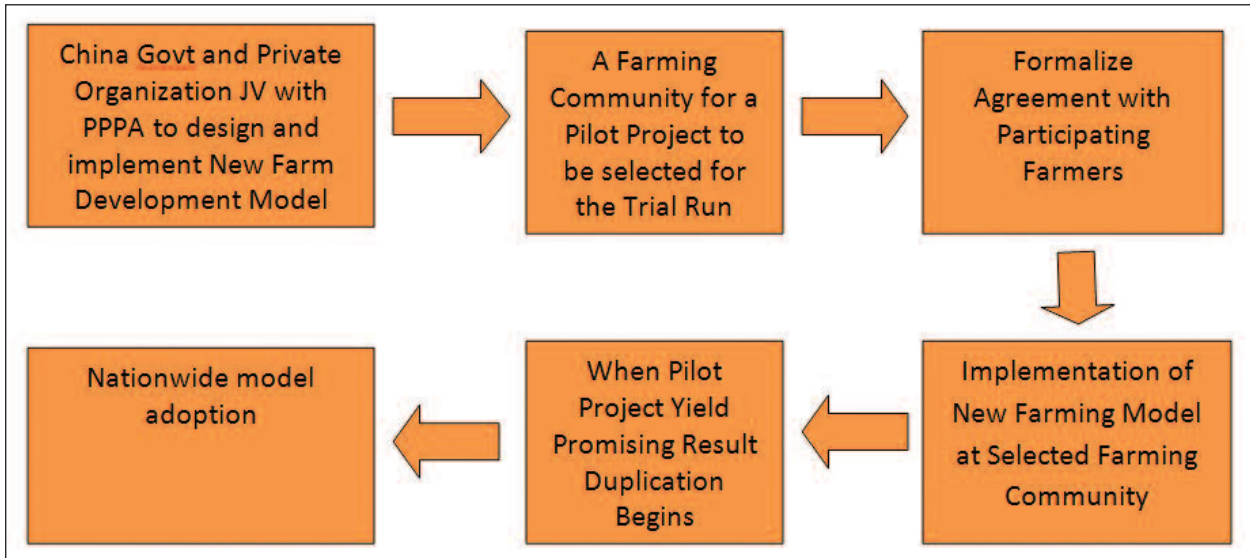 China Govt and Private
Organization JV with
PPPA to design and
implement New Farm
Development Model
A Farming
Community for a
Pilot Project to
be selected for
the Trial Run
Formalize
Agreement with
Participating
Farmers
Implementation of
New Farming Model
at Selected Farming
Community
When Pilot
Project Yield
Promising Result
Duplication
Begins
Nationwide model
adoption